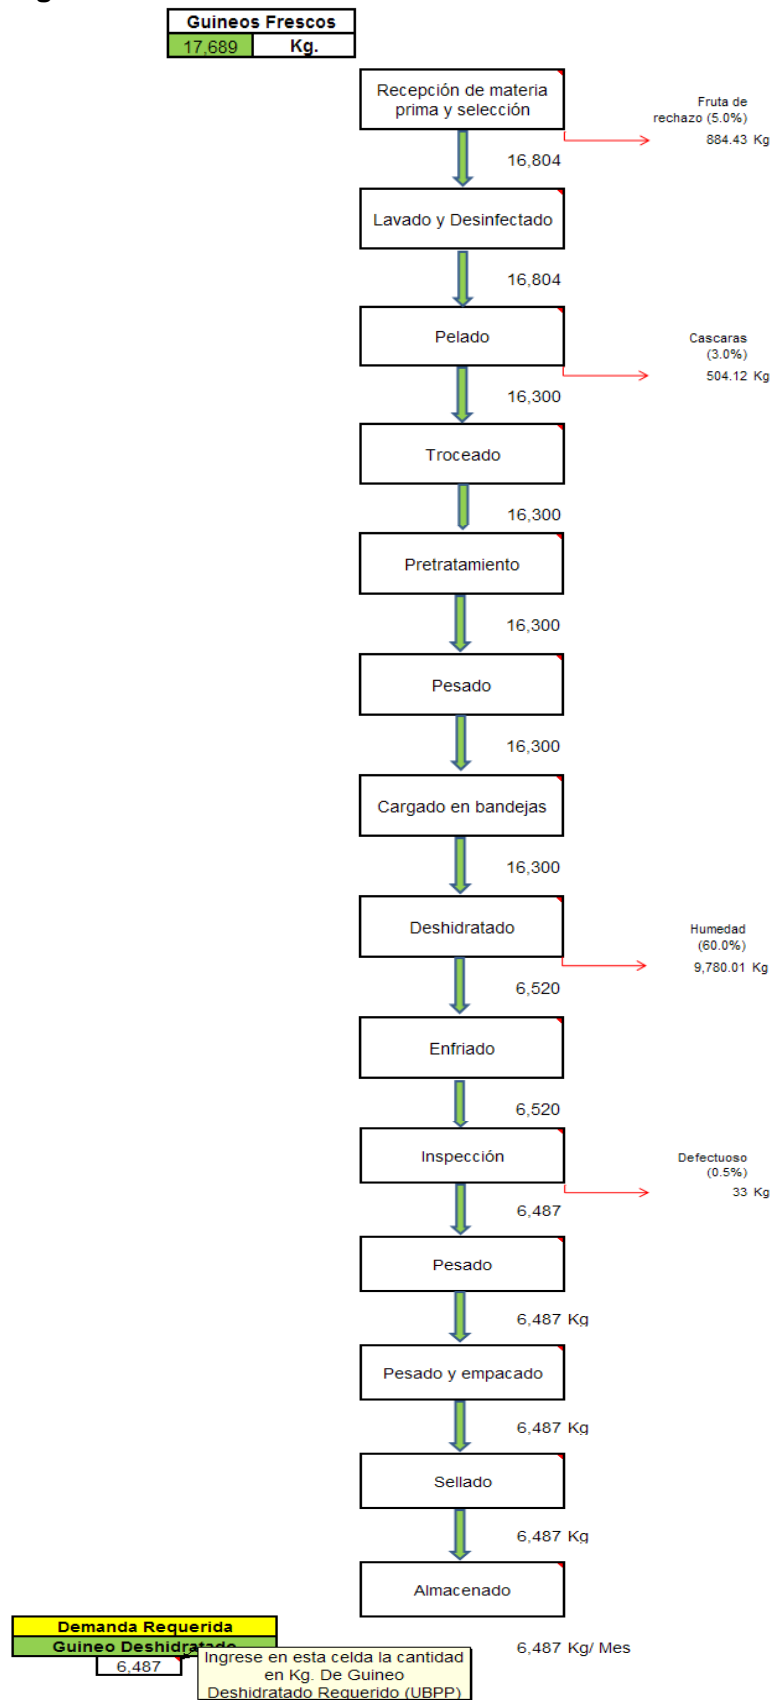 Guineos Frescos
17,689 Kg.
Recepción de materia
prima y selección
Fruta de
rechazo (5.0%)
884.43 Kg
16,804
Lavado y Desinfectado
16,804
Pelado
Cascaras
(3.0%)
504.12 Kg
16,300
Troceado
16,300
Pretratamiento
16,300
Pesado
16,300
Cargado en bandejas
16,300
Deshidratado
Humedad
(60.0%)
9,780.01 Kg
6,520
Enfriado
6,520
Inspección
Defectuoso
(0.5%)
33 Kg
6,487
Pesado
6,487 Kg
Pesado y empacado
6,487 Kg
Sellado
6,487 Kg
Almacenado
6,487 Kg/ Mes
Demanda Requerida
Guineo Deshidratado
6,487
Ingrese en esta celda la cantidad
en Kg. De Guineo
Deshidratado Requerido (UBPP)